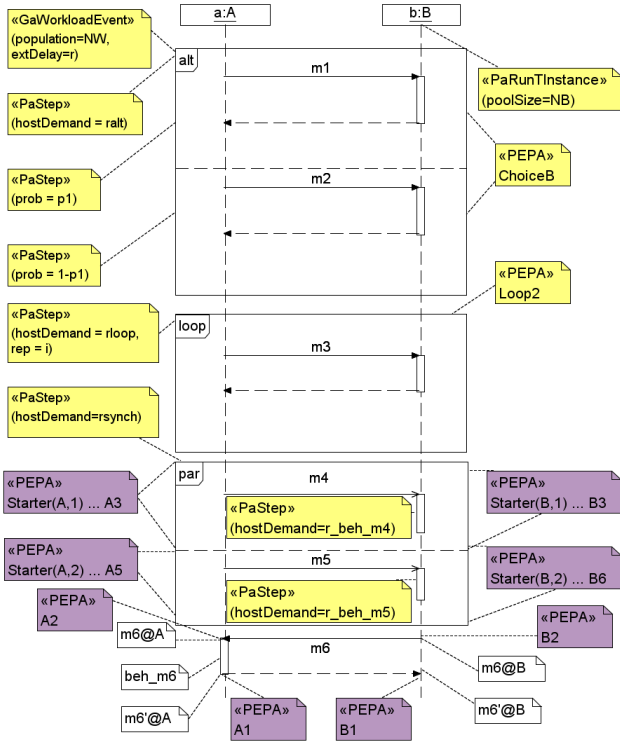 a:A
b:B
«GaWorkloadEvent»
(population=NW,
extDelay=r)
alt
m1
«PaRunTInstance»
(poolSize=NB)
«PaStep»
(hostDemand = ralt)
«PEPA»
ChoiceB
«PaStep»
(prob = p1)
m2
«PaStep»
(prob = 1-p1)
«PEPA»
Loop2
«PaStep»
(hostDemand = rloop,
rep = i)
loop
m3
«PaStep»
(hostDemand=rsynch)
par
«PEPA»
Starter(A,1) ... A3
m4
«PaStep»
(hostDemand=r_beh_m4)
«PEPA»
Starter(B,1) ... B3
«PEPA»
Starter(A,2) ... A5
m5
«PaStep»
(hostDemand=r_beh_m5)
«PEPA»
Starter(B,2) ... B6
«PEPA»
A2
«PEPA»
B2
m6@A
m6
m6@B
beh_m6
m6'@A
«PEPA»
A1
«PEPA»
B1
m6'@B